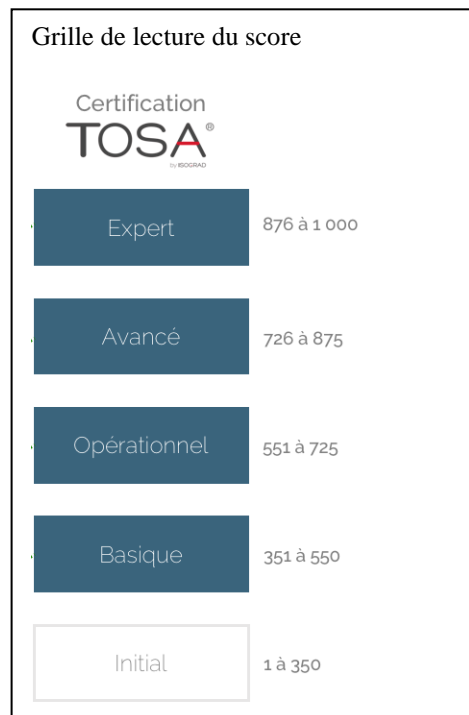 Grille de lecture du score
Certification
TOSA®
by ISOGRAD
Expert 876 à 1 000
Avancé 726 à 875
Opérationnel 551 à 725
Basique 351 à 550
Initial 1 à 350